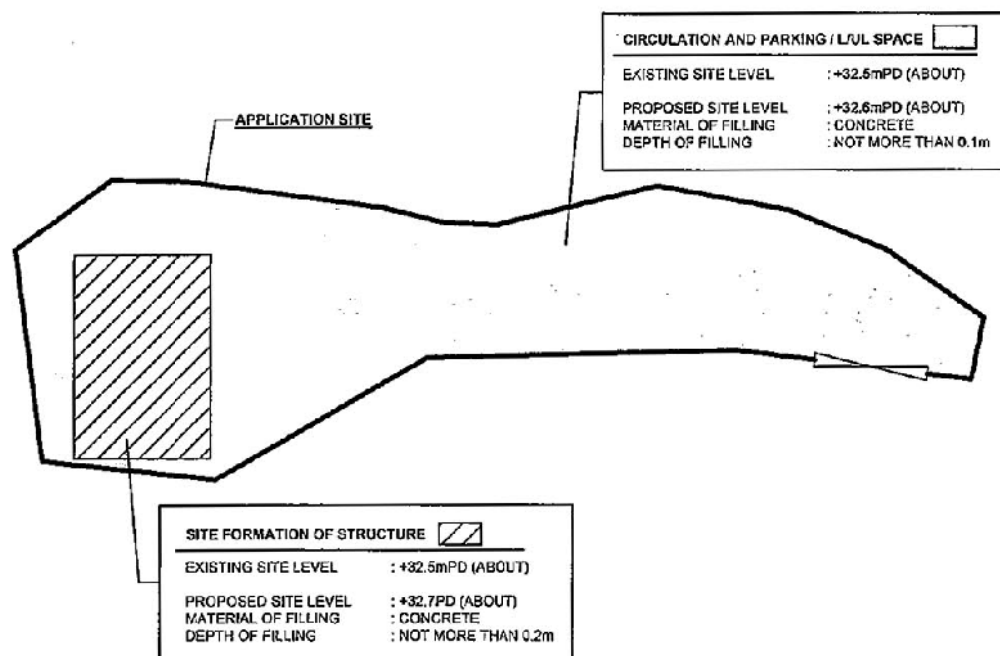 CIRCULATION AND PARKING / L/UL SPACE
EXISTING SITE LEVEL : +32.5mPD (ABOUT)
PROPOSED SITE LEVEL : +32.6mPD (ABOUT)
MATERIAL OF FILLING : CONCRETE
DEPTH OF FILLING : NOT MORE THAN 0.1m
APPLICATION SITE
SITE FORMATION OF STRUCTURE
EXISTING SITE LEVEL : +32.5mPD (ABOUT)
PROPOSED SITE LEVEL : +32.7PD (ABOUT)
MATERIAL OF FILLING : CONCRETE
DEPTH OF FILLING : NOT MORE THAN 0.2m